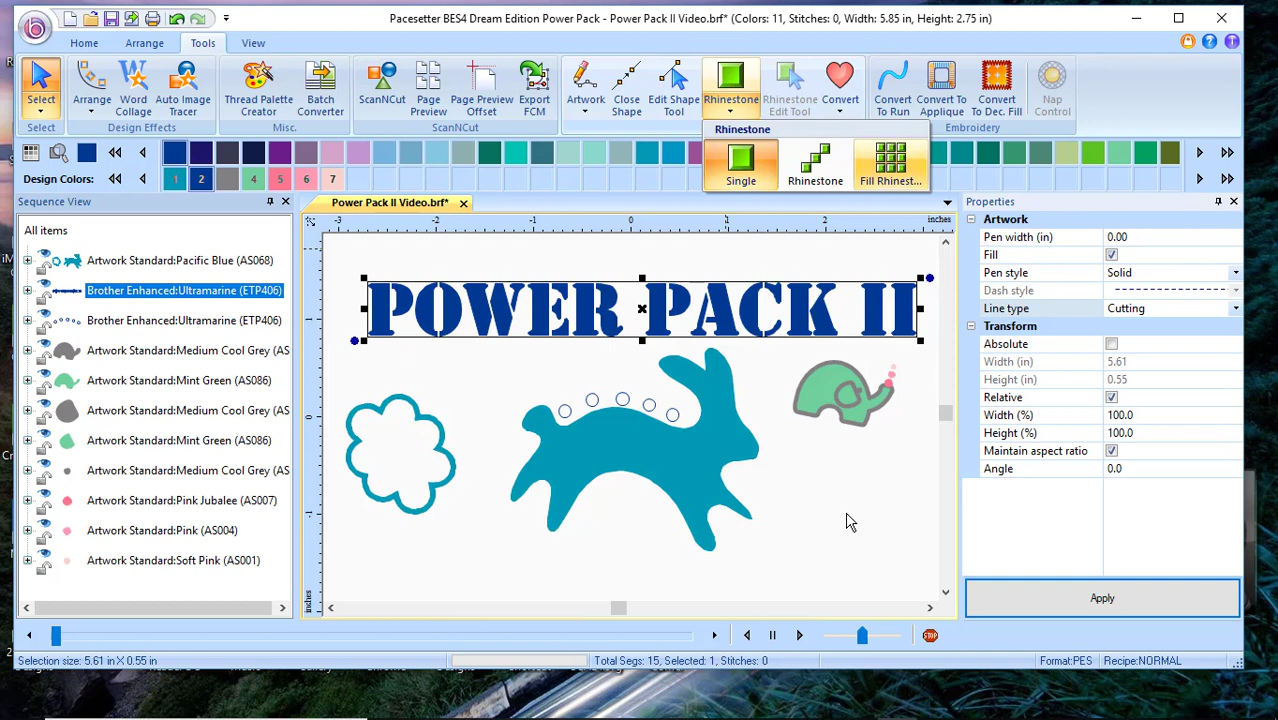 Pacesetter BES4 Dream Edition Power Pack - Power Pack II Video.brf* (Colors: 11, Stitches: 0, Width: 5.85 in, Height: 2.75 in)
Home Arrange Tools View
Select Arrange Word Collage Auto Image Tracer Thread Palette Creator Batch Converter ScanNCut Page Preview Page Preview Offset Export FCM Artwork Close Shape Edit Shape Tool Rhinestone Rhinestone Edit Tool Convert Convert To Run Convert To Applique Convert To Dec. Fill Nap Control
Select Design Effects Misc. ScanNCut Embroidery
Rhinestone
Single Rhinestone Fill Rhinest...
Design Colors: 1 2 3 4 5 6 7
Sequence View
Power Pack II Video.brf*
Properties
All items
Artwork Standard:Pacific Blue (AS068)
Brother Enhanced:Ultramarine (ETP406)
Brother Enhanced:Ultramarine (ETP406)
Artwork Standard:Medium Cool Grey (AS
Artwork Standard:Mint Green (AS086)
Artwork Standard:Medium Cool Grey (AS
Artwork Standard:Mint Green (AS086)
Artwork Standard:Medium Cool Grey (AS
Artwork Standard:Pink Jubalee (AS007)
Artwork Standard:Pink (AS004)
Artwork Standard:Soft Pink (AS001)
-3 -2 -1 0 1 2 inches
0
-1
inches
POWER PACK II
Artwork
Pen width (in) 0.00
Fill
Pen style Solid
Dash style
Line type Cutting
Transform
Absolute
Width (in) 5.61
Height (in) 0.55
Relative
Width (%) 100.0
Height (%) 100.0
Maintain aspect ratio
Angle 0.0
Apply
STOP
Selection size: 5.61 in X 0.55 in Total Segs: 15, Selected: 1, Stitches: 0 Format:PES Recipe:NORMAL